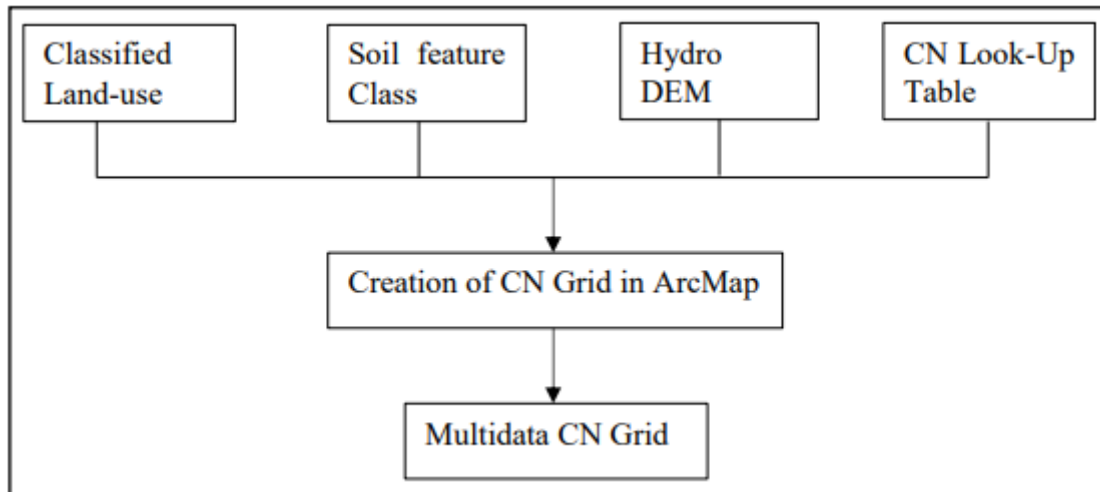 Classified
Land-use
Soil feature
Class
Hydro
DEM
CN Look-Up
Table
Creation of CN Grid in ArcMap
Multidata CN Grid